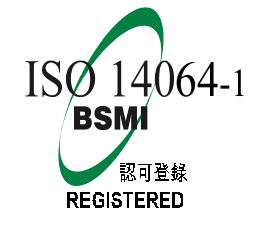 ISO 14064-1
BSMI
認可登錄
REGISTERED